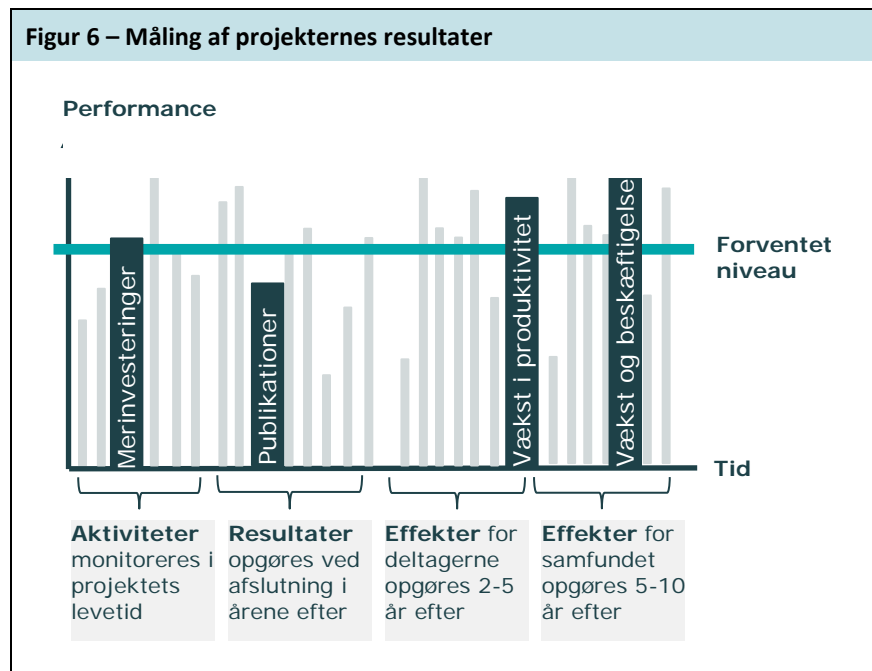 Figur 6 – Måling af projekternes resultater
Performance
Merinvesteringer
Publikationer
Vækst i produktivitet
Vækst og beskæftigelse
Forventet
niveau
Tid
Aktiviteter
monitoreres i
projektets
levetid
Resultater
opgøres ved
afslutning i
årene efter
Effekter for
deltagerne
opgøres 2-5
år efter
Effekter for
samfundet
opgøres 5-10
år efter